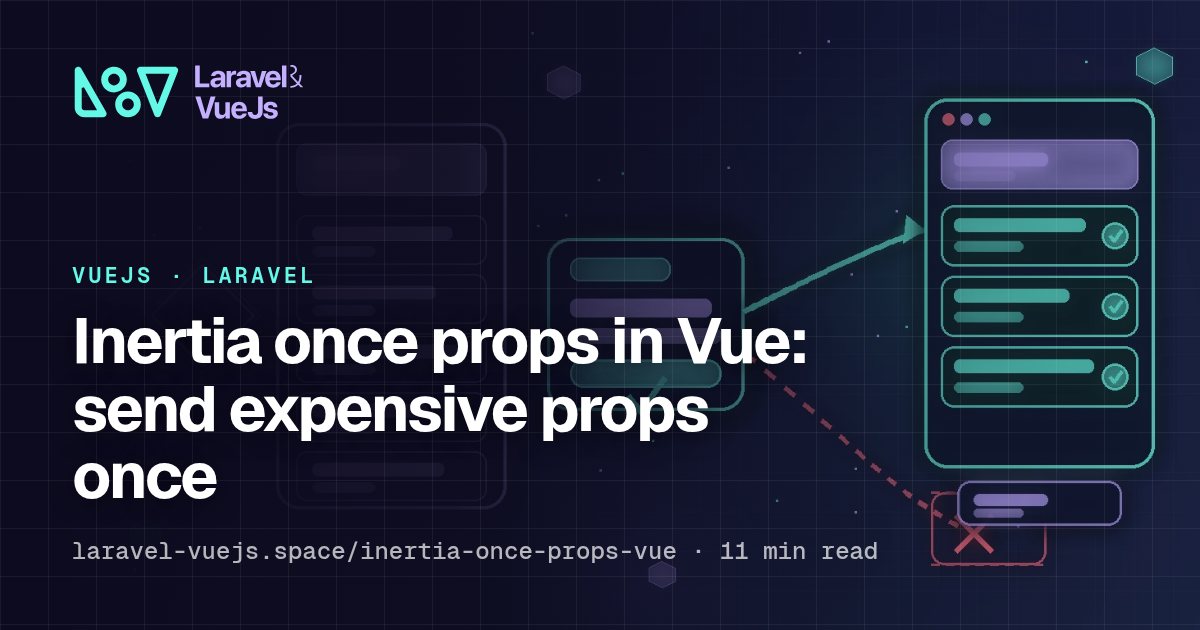 Laravel&
VueJs
VUEJS · LARAVEL
Inertia once props in Vue:
send expensive props
once
laravel-vuejs.space/inertia-once-props-vue · 11 min read